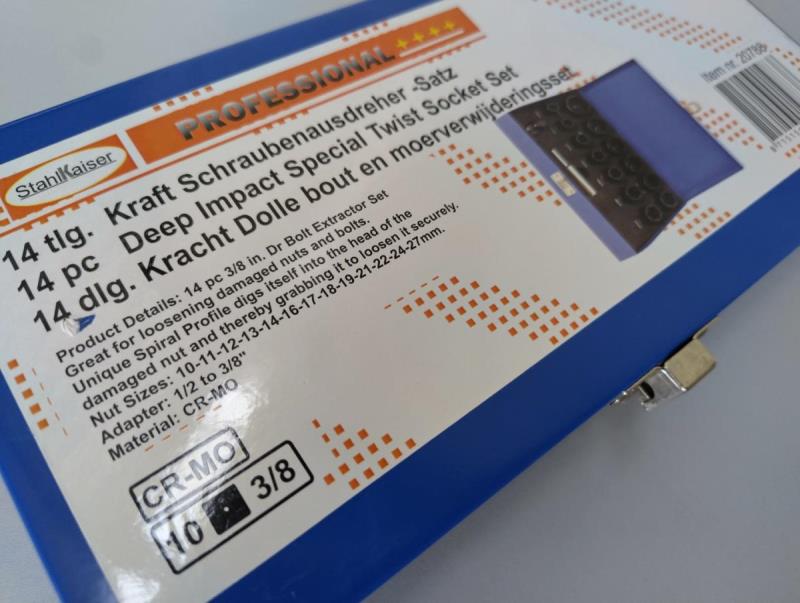 PROFESSIONAL ++++
StahlKaiser
Item nr. 20788
14 tlg. Kraft Schraubenausdreher -Satz
14 pc Deep Impact Special Twist Socket Set
14 dlg. Kracht Dolle bout en moerverwijderingsset
Product Details: 14 pc 3/8 in. Dr Bolt Extractor Set
Great for loosening damaged nuts and bolts.
Unique Spiral Profile digs itself into the head of the
damaged nut and thereby grabbing it to loosen it securely.
Nut Sizes: 10-11-12-13-14-16-17-18-19-21-22-24-27mm.
Adapter: 1/2 to 3/8"
Material: CR-MO
CR-MO
10 3/8